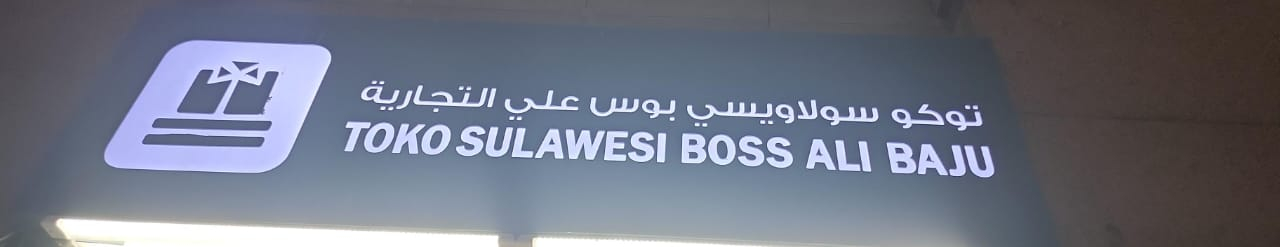 توكو سولاويسي بوس علي التجارية
TOKO SULAWESI BOSS ALI BAJU